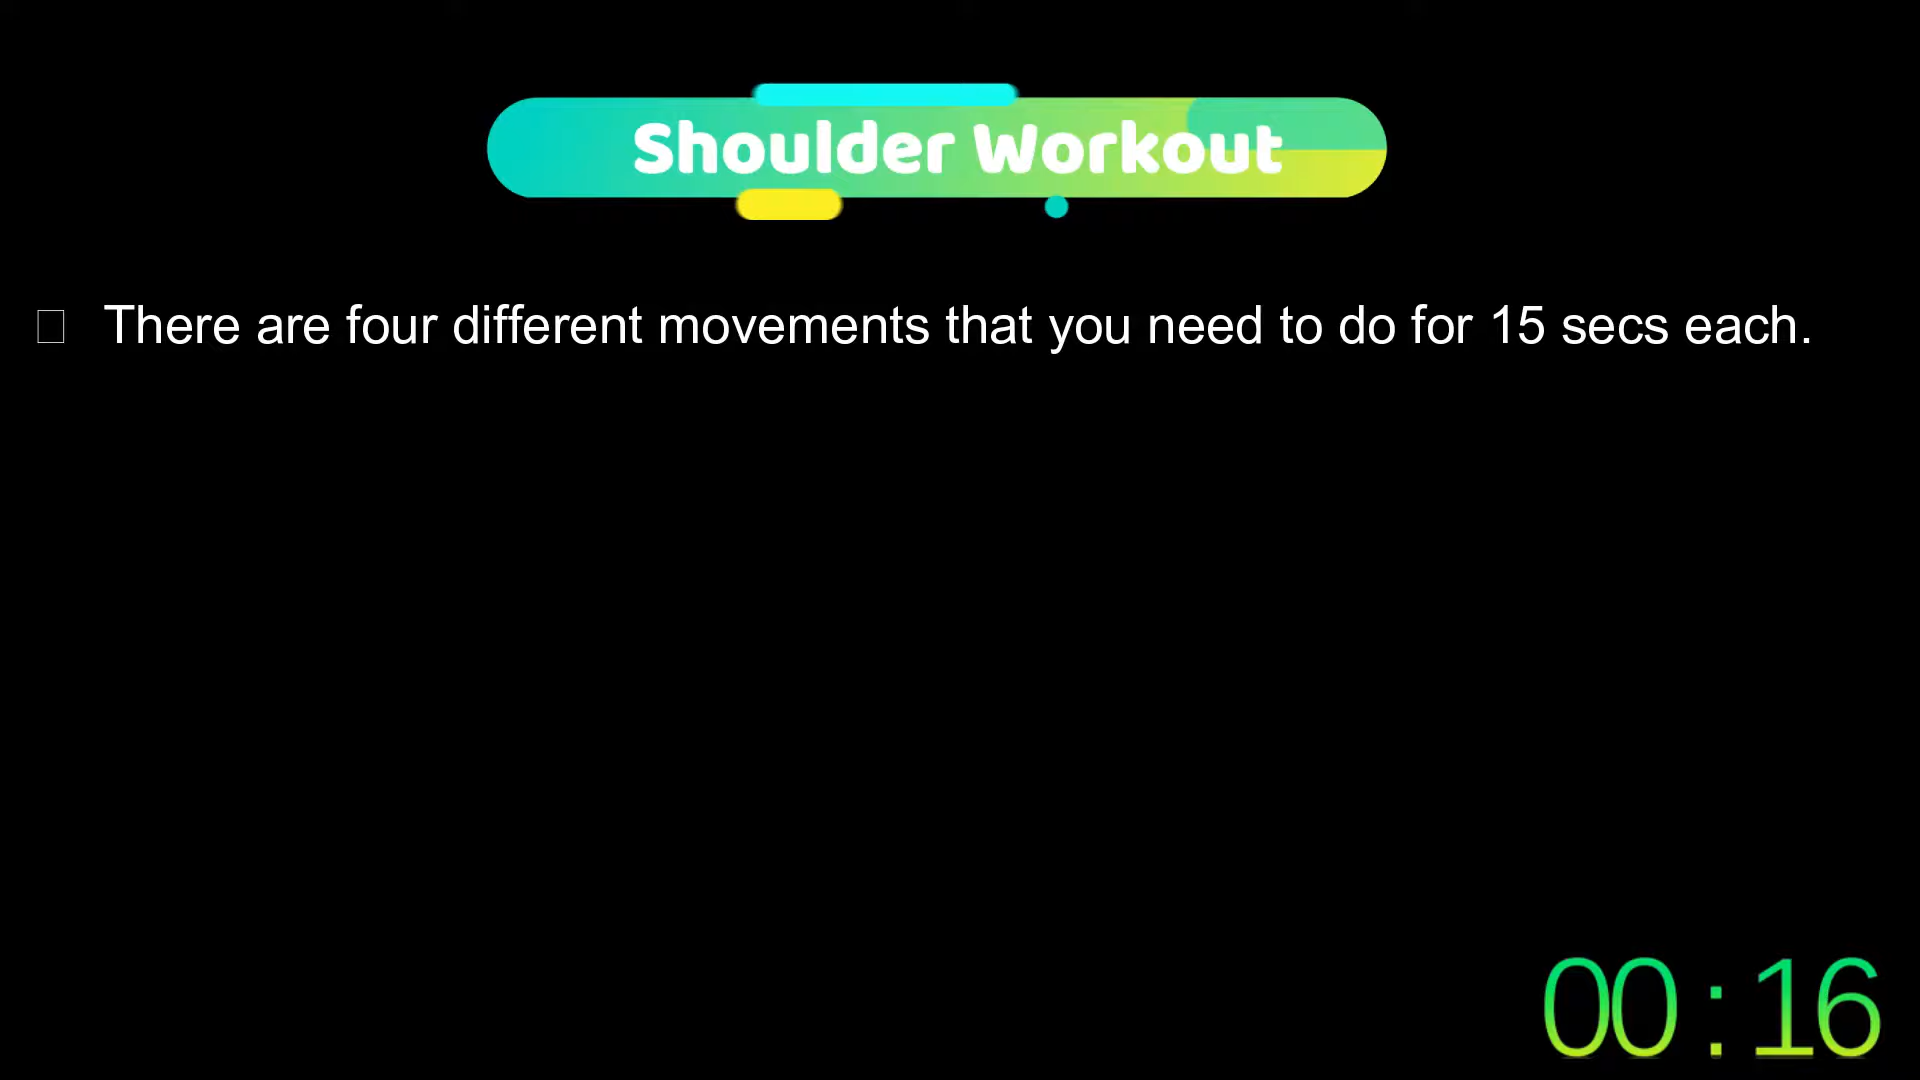 Shoulder Workout
There are four different movements that you need to do for 15 secs each.
00:16